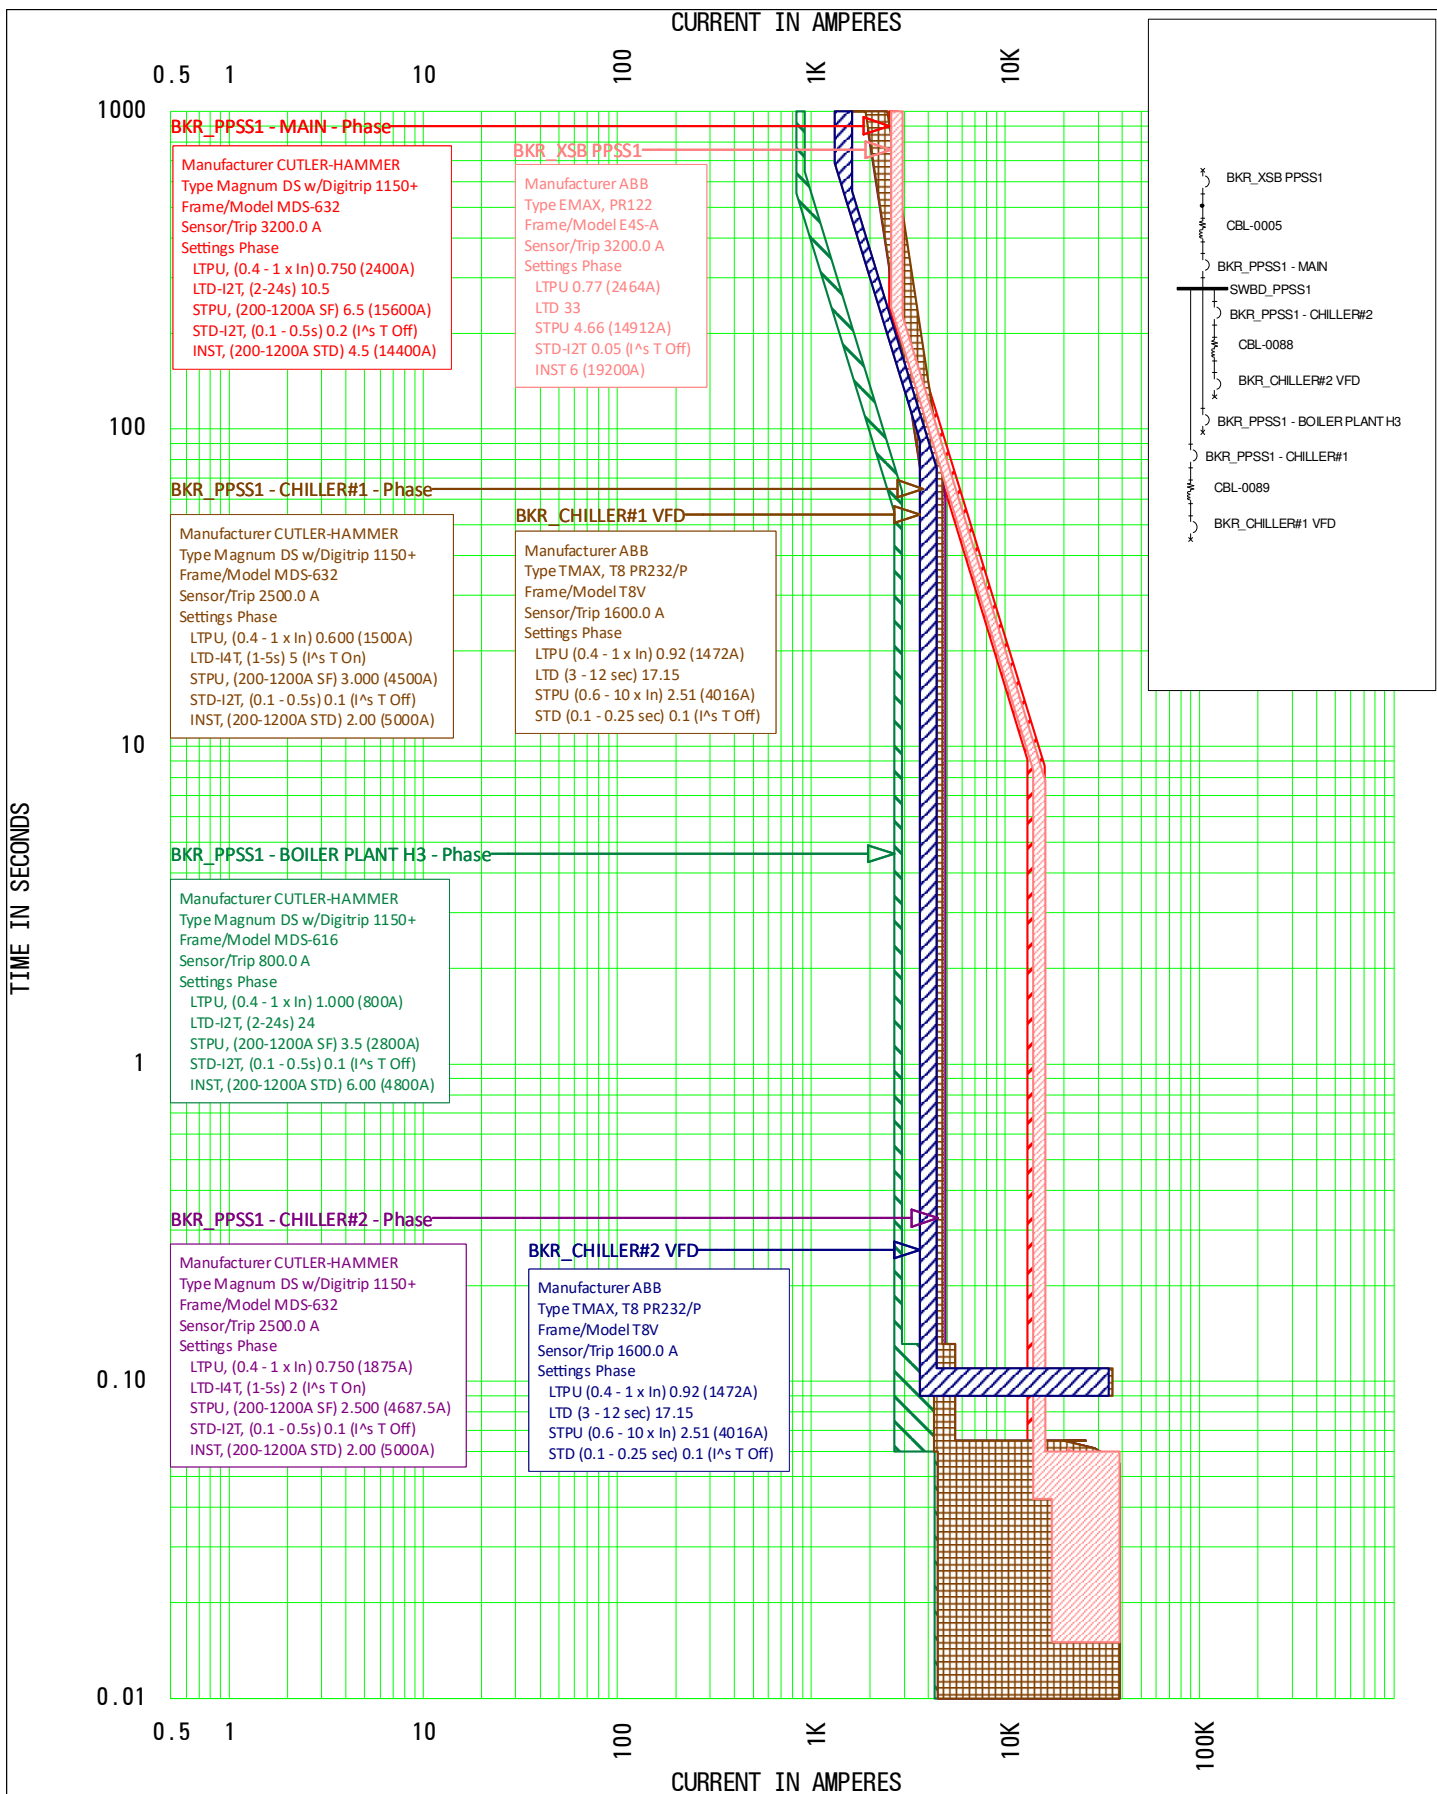 CURRENT IN AMPERES
0.5 1 10 100 1K 10K
1000
100
10
1
0.10
0.01
TIME IN SECONDS
BKR_PPSS1 - MAIN - Phase
Manufacturer CUTLER-HAMMER
Type Magnum DS w/Digitrip 1150+
Frame/Model MDS-632
Sensor/Trip 3200.0 A
Settings Phase
LTPU, (0.4 - 1 x In) 0.750 (2400A)
LTD-I2T, (2-24s) 10.5
STPU, (200-1200A SF) 6.5 (15600A)
STD-I2T, (0.1 - 0.5s) 0.2 (I^s T Off)
INST, (200-1200A STD) 4.5 (14400A)
BKR_XSB PPSS1
Manufacturer ABB
Type EMAX, PR122
Frame/Model E4S-A
Sensor/Trip 3200.0 A
Settings Phase
LTPU 0.77 (2464A)
LTD 33
STPU 4.66 (14912A)
STD-I2T 0.05 (I^s T Off)
INST 6 (19200A)
BKR_PPSS1 - CHILLER#1 - Phase
Manufacturer CUTLER-HAMMER
Type Magnum DS w/Digitrip 1150+
Frame/Model MDS-632
Sensor/Trip 2500.0 A
Settings Phase
LTPU, (0.4 - 1 x In) 0.600 (1500A)
LTD-I4T, (1-5s) 5 (I^s T On)
STPU, (200-1200A SF) 3.000 (4500A)
STD-I2T, (0.1 - 0.5s) 0.1 (I^s T Off)
INST, (200-1200A STD) 2.00 (5000A)
BKR_CHILLER#1 VFD
Manufacturer ABB
Type TMAX, T8 PR232/P
Frame/Model T8V
Sensor/Trip 1600.0 A
Settings Phase
LTPU (0.4 - 1 x In) 0.92 (1472A)
LTD (3 - 12 sec) 17.15
STPU (0.6 - 10 x In) 2.51 (4016A)
STD (0.1 - 0.25 sec) 0.1 (I^s T Off)
BKR_PPSS1 - BOILER PLANT H3 - Phase
Manufacturer CUTLER-HAMMER
Type Magnum DS w/Digitrip 1150+
Frame/Model MDS-616
Sensor/Trip 800.0 A
Settings Phase
LTPU, (0.4 - 1 x In) 1.000 (800A)
LTD-I2T, (2-24s) 24
STPU, (200-1200A SF) 3.5 (2800A)
STD-I2T, (0.1 - 0.5s) 0.1 (I^s T Off)
INST, (200-1200A STD) 6.00 (4800A)
BKR_PPSS1 - CHILLER#2 - Phase
Manufacturer CUTLER-HAMMER
Type Magnum DS w/Digitrip 1150+
Frame/Model MDS-632
Sensor/Trip 2500.0 A
Settings Phase
LTPU, (0.4 - 1 x In) 0.750 (1875A)
LTD-I4T, (1-5s) 2 (I^s T On)
STPU, (200-1200A SF) 2.500 (4687.5A)
STD-I2T, (0.1 - 0.5s) 0.1 (I^s T Off)
INST, (200-1200A STD) 2.00 (5000A)
BKR_CHILLER#2 VFD
Manufacturer ABB
Type TMAX, T8 PR232/P
Frame/Model T8V
Sensor/Trip 1600.0 A
Settings Phase
LTPU (0.4 - 1 x In) 0.92 (1472A)
LTD (3 - 12 sec) 17.15
STPU (0.6 - 10 x In) 2.51 (4016A)
STD (0.1 - 0.25 sec) 0.1 (I^s T Off)
BKR_XSB PPSS1
CBL-0005
BKR_PPSS1 - MAIN
SWBD_PPSS1
BKR_PPSS1 - CHILLER#2
CBL-0088
BKR_CHILLER#2 VFD
BKR_PPSS1 - BOILER PLANT H3
BKR_PPSS1 - CHILLER#1
CBL-0089
BKR_CHILLER#1 VFD
0.5 1 10 100 1K 10K 100K
CURRENT IN AMPERES